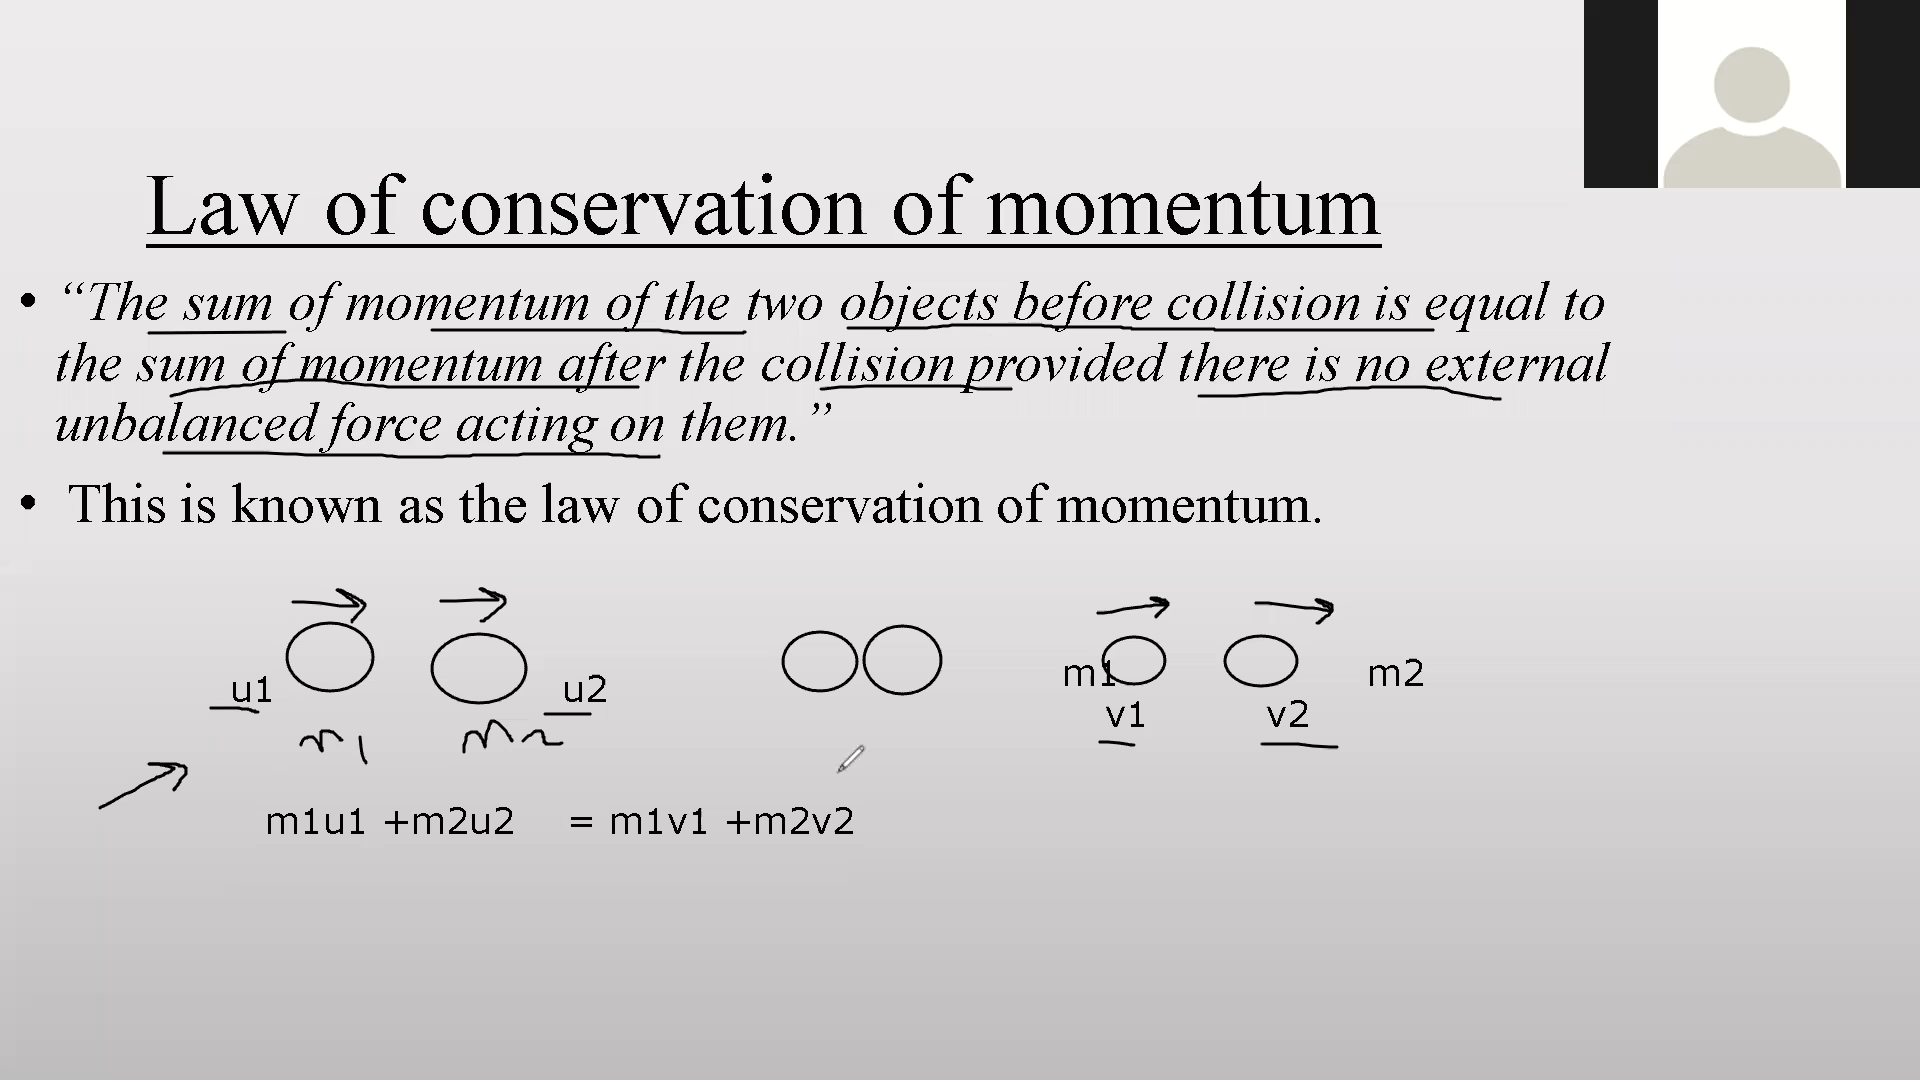 Law of conservation of momentum
• “The sum of momentum of the two objects before collision is equal to
the sum of momentum after the collision provided there is no external
unbalanced force acting on them.”
• This is known as the law of conservation of momentum.
u1 u2 m1 m2
m1 m2 v1 v2
m1u1 +m2u2 = m1v1 +m2v2